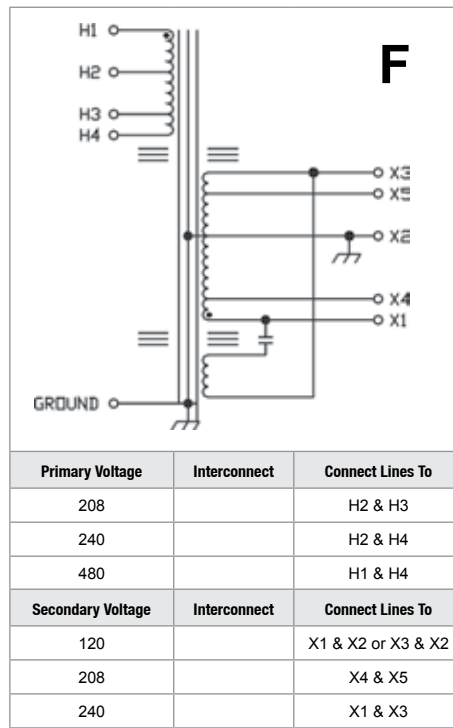 H1
F
H2
H3
H4
X3
X5
X2
X4
X1
GROUND
Primary Voltage Interconnect Connect Lines To
208 H2 & H3
240 H2 & H4
480 H1 & H4
Secondary Voltage Interconnect Connect Lines To
120 X1 & X2 or X3 & X2
208 X4 & X5
240 X1 & X3